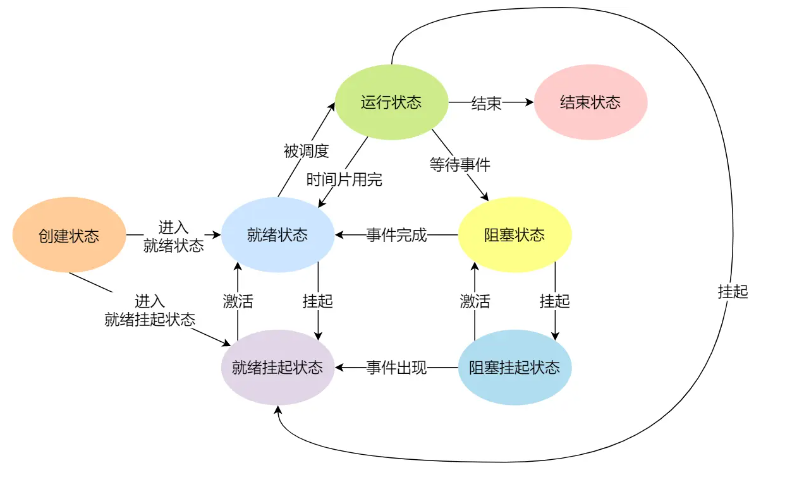 运行状态
结束
结束状态
被调度
时间片用完
等待事件
创建状态
进入
就绪状态
就绪状态
事件完成
阻塞状态
进入
就绪挂起状态
激活
挂起
激活
挂起
挂起
就绪挂起状态
事件出现
阻塞挂起状态